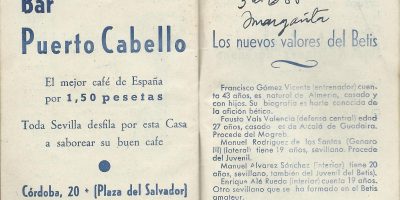 Bar
Puerto Cabello
El mejor café de España
por 1,50 pesetas
Toda Sevilla desfila por esta Casa
a saborear su buen cafe
Córdoba, 20 - (Plaza del Salvador)
Margarita
Los nuevos valores del Betis
Francisco Gómez Vicente (entrenador) cuen-
ta 43 años, es natural de Almeria, casado y
con hijos. Su biografia es harto conocida de
la afición bética.
Fausto Vals Valencia (defensa central) edad
27 años, casado es de Alcalá de Guadaira.
Procede del Mogreb.
Manuel Rodriguez de los Santos (Genaro
III) (lateral) tiene 19 años, sevillano. Procede
del Juvenil.
Manuel Alvarez Sánchez (interior) tiene 20
años, sevillano, también del Juvenil del Betis).
Enrique Alé Rueda (interior) cuenta 19 años.
Otro sevillano que se ha formado en el Betis
amateur.